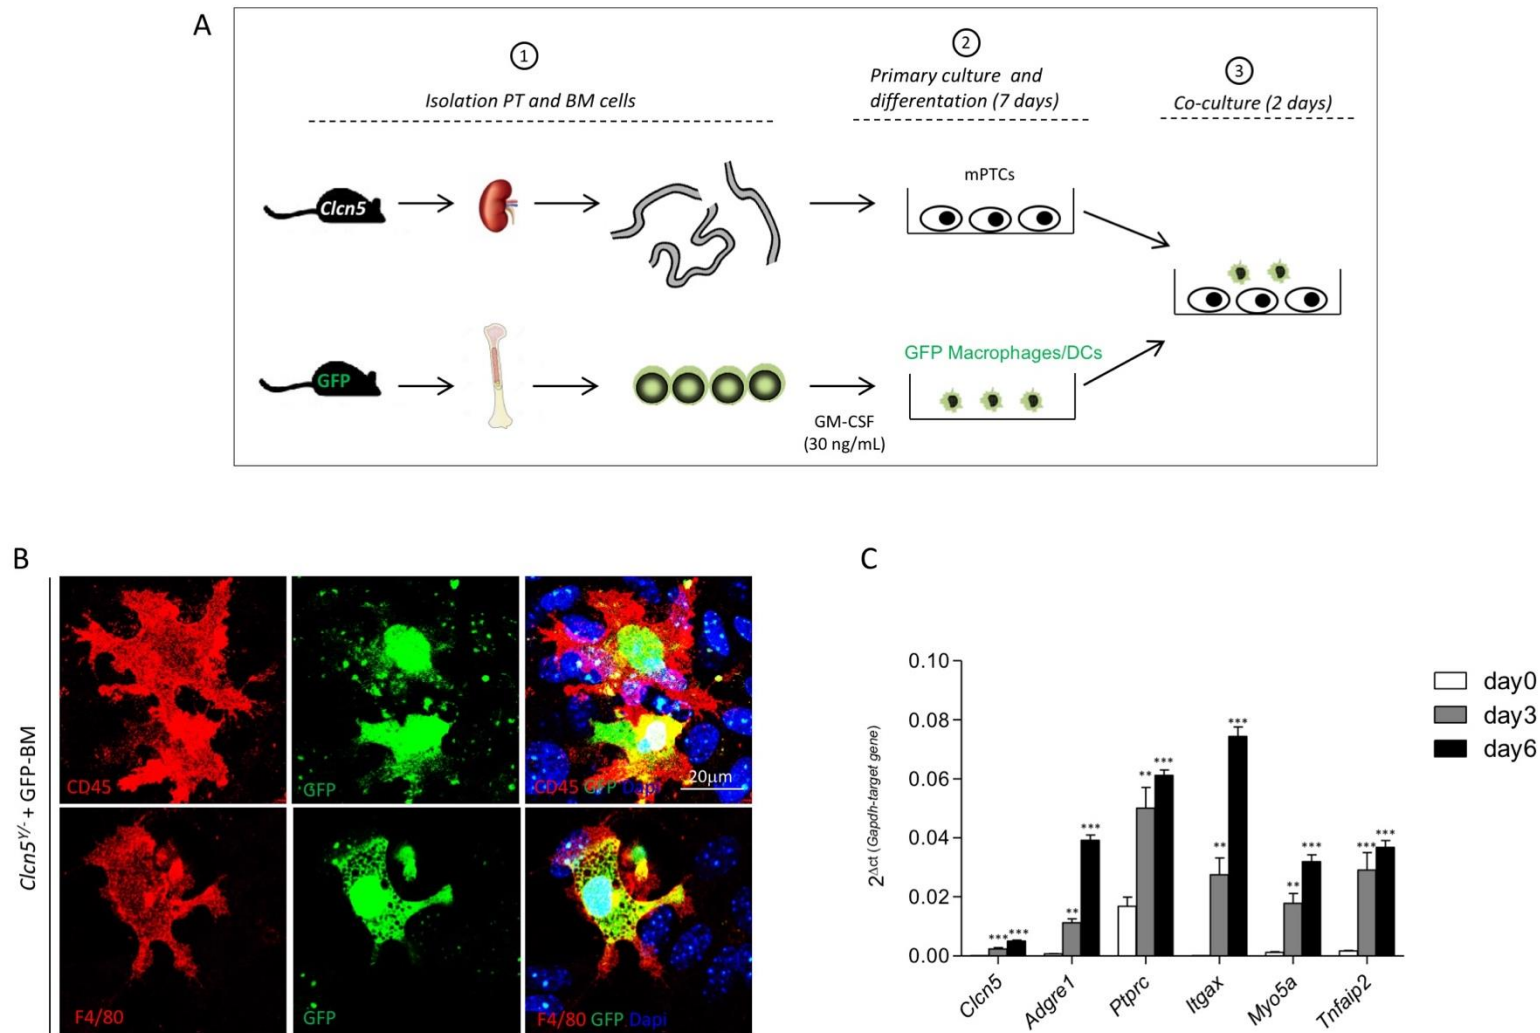 A
①
Isolation PT and BM cells
②
Primary culture and
differentation (7 days)
③
Co-culture (2 days)
Clcn5
mPTCs
GFP
GM-CSF
(30 ng/mL)
GFP Macrophages/DCs
B
Clcn5Y/- + GFP-BM
CD45
GFP
CD45 GFP Dapi
20μm
F4/80
GFP
F4/80 GFP Dapi
C
2Δct (Gapdh-target gene)
0.10
0.08
0.06
0.04
0.02
0.00
*** ***
** ***
** ***
** ***
** ***
*** ***
Clcn5
Adgre1
Ptprc
Itgax
Myo5a
Tnfaip2
day0
day3
day6